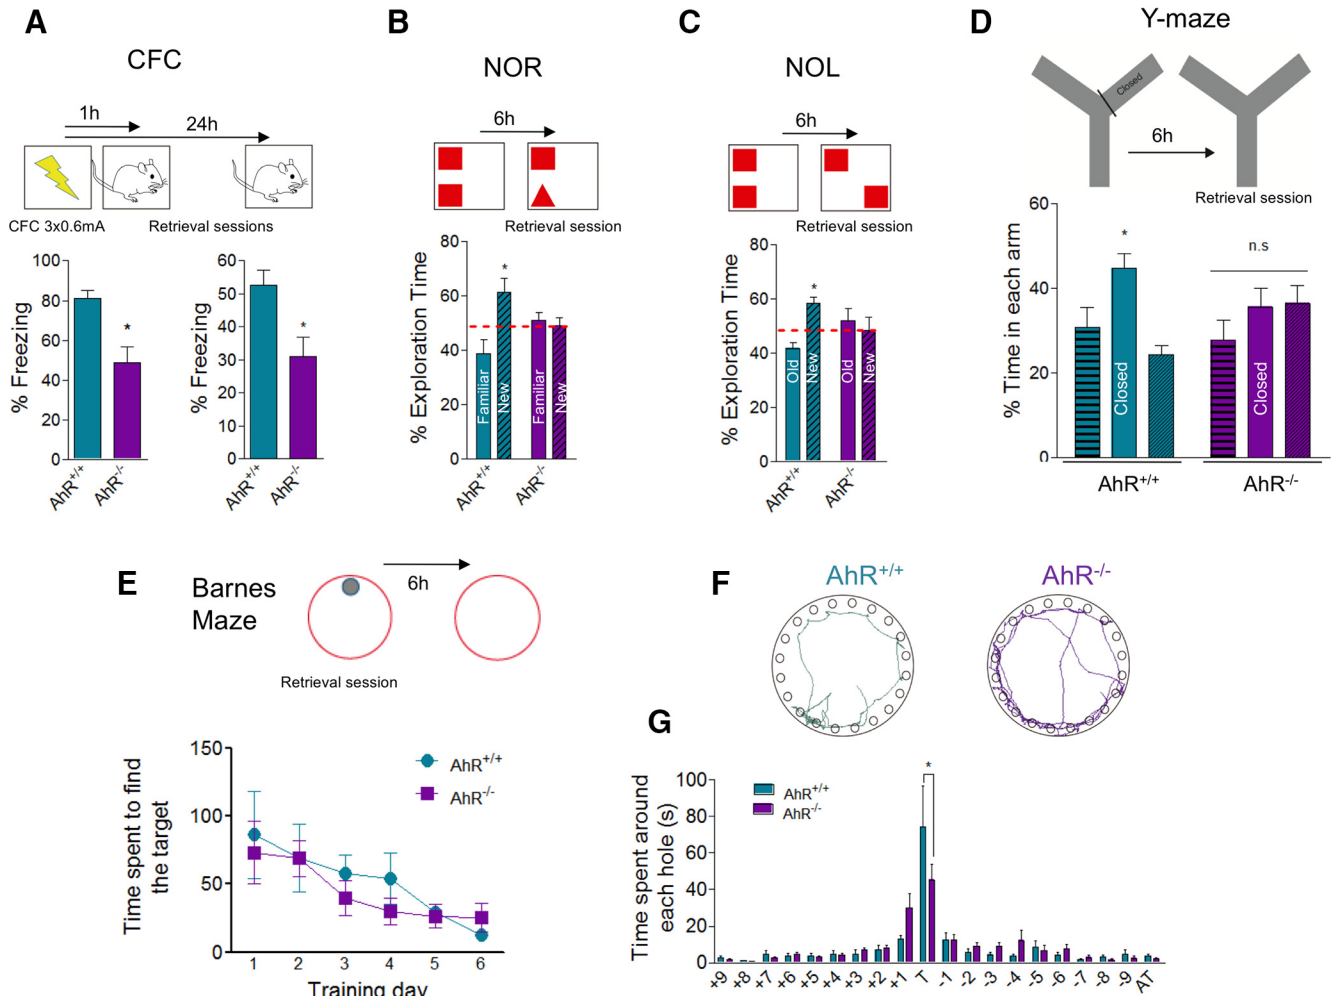 A
CFC
1h
24h
CFC 3x0.6mA
Retrieval sessions
% Freezing
100
80
60
40
20
0
*
AhR+/+
AhR-/-
% Freezing
60
50
40
30
20
10
0
*
AhR+/+
AhR-/-
B
NOR
6h
Retrieval session
% Exploration Time
80
60
40
20
0
*
Familiar
New
Familiar
New
AhR+/+
AhR-/-
C
NOL
6h
Retrieval session
% Exploration Time
80
60
40
20
0
*
Old
New
Old
New
AhR+/+
AhR-/-
D
Y-maze
Closed
6h
Retrieval session
% Time in each arm
60
40
20
0
*
n.s
Closed
Closed
AhR+/+
AhR-/-
E
Barnes
Maze
6h
Retrieval session
Time spent to find
the target
150
100
50
0
AhR+/+
AhR-/-
1 2 3 4 5 6
Training day
F
AhR+/+
AhR-/-
G
Time spent around
each hole (s)
100
80
60
40
20
0
AhR+/+
AhR-/-
*
+9 +8 +7 +6 +5 +4 +3 +2 +1 T -1 -2 -3 -4 -5 -6 -7 -8 -9 AT